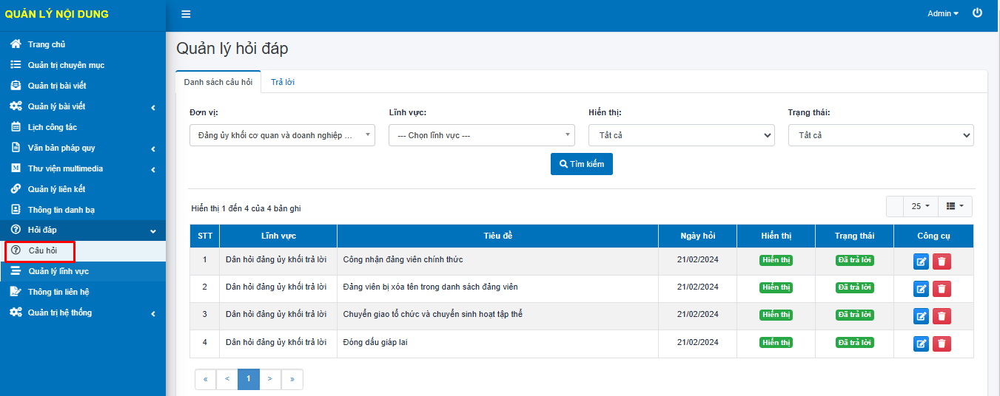 QUẢN LÝ NỘI DUNG
Admin
Trang chủ
Quản trị chuyên mục
Quản trị bài viết
Quản lý bài viết
Lịch công tác
Văn bản pháp quy
Thư viện multimedia
Quản lý liên kết
Thông tin danh bạ
Hỏi đáp
Câu hỏi
Quản lý lĩnh vực
Thông tin liên hệ
Quản trị hệ thống
Quản lý hỏi đáp
Danh sách câu hỏi Trả lời
Đơn vị: Lĩnh vực: Hiển thị: Trạng thái:
Đảng ủy khối cơ quan và doanh nghiệp ... --- Chọn lĩnh vực --- Tất cả Tất cả
Tìm kiếm
Hiển thị 1 đến 4 của 4 bản ghi 25
STT Lĩnh vực Tiêu đề Ngày hỏi Hiển thị Trạng thái Công cụ
1 Dân hỏi đảng ủy khối trả lời Công nhận đảng viên chính thức 21/02/2024 Hiển thị Đã trả lời
2 Dân hỏi đảng ủy khối trả lời Đảng viên bị xóa tên trong danh sách đảng viên 21/02/2024 Hiển thị Đã trả lời
3 Dân hỏi đảng ủy khối trả lời Chuyển giao tổ chức và chuyển sinh hoạt tập thể 21/02/2024 Hiển thị Đã trả lời
4 Dân hỏi đảng ủy khối trả lời Đóng dấu giáp lai 21/02/2024 Hiển thị Đã trả lời
« < 1 > »